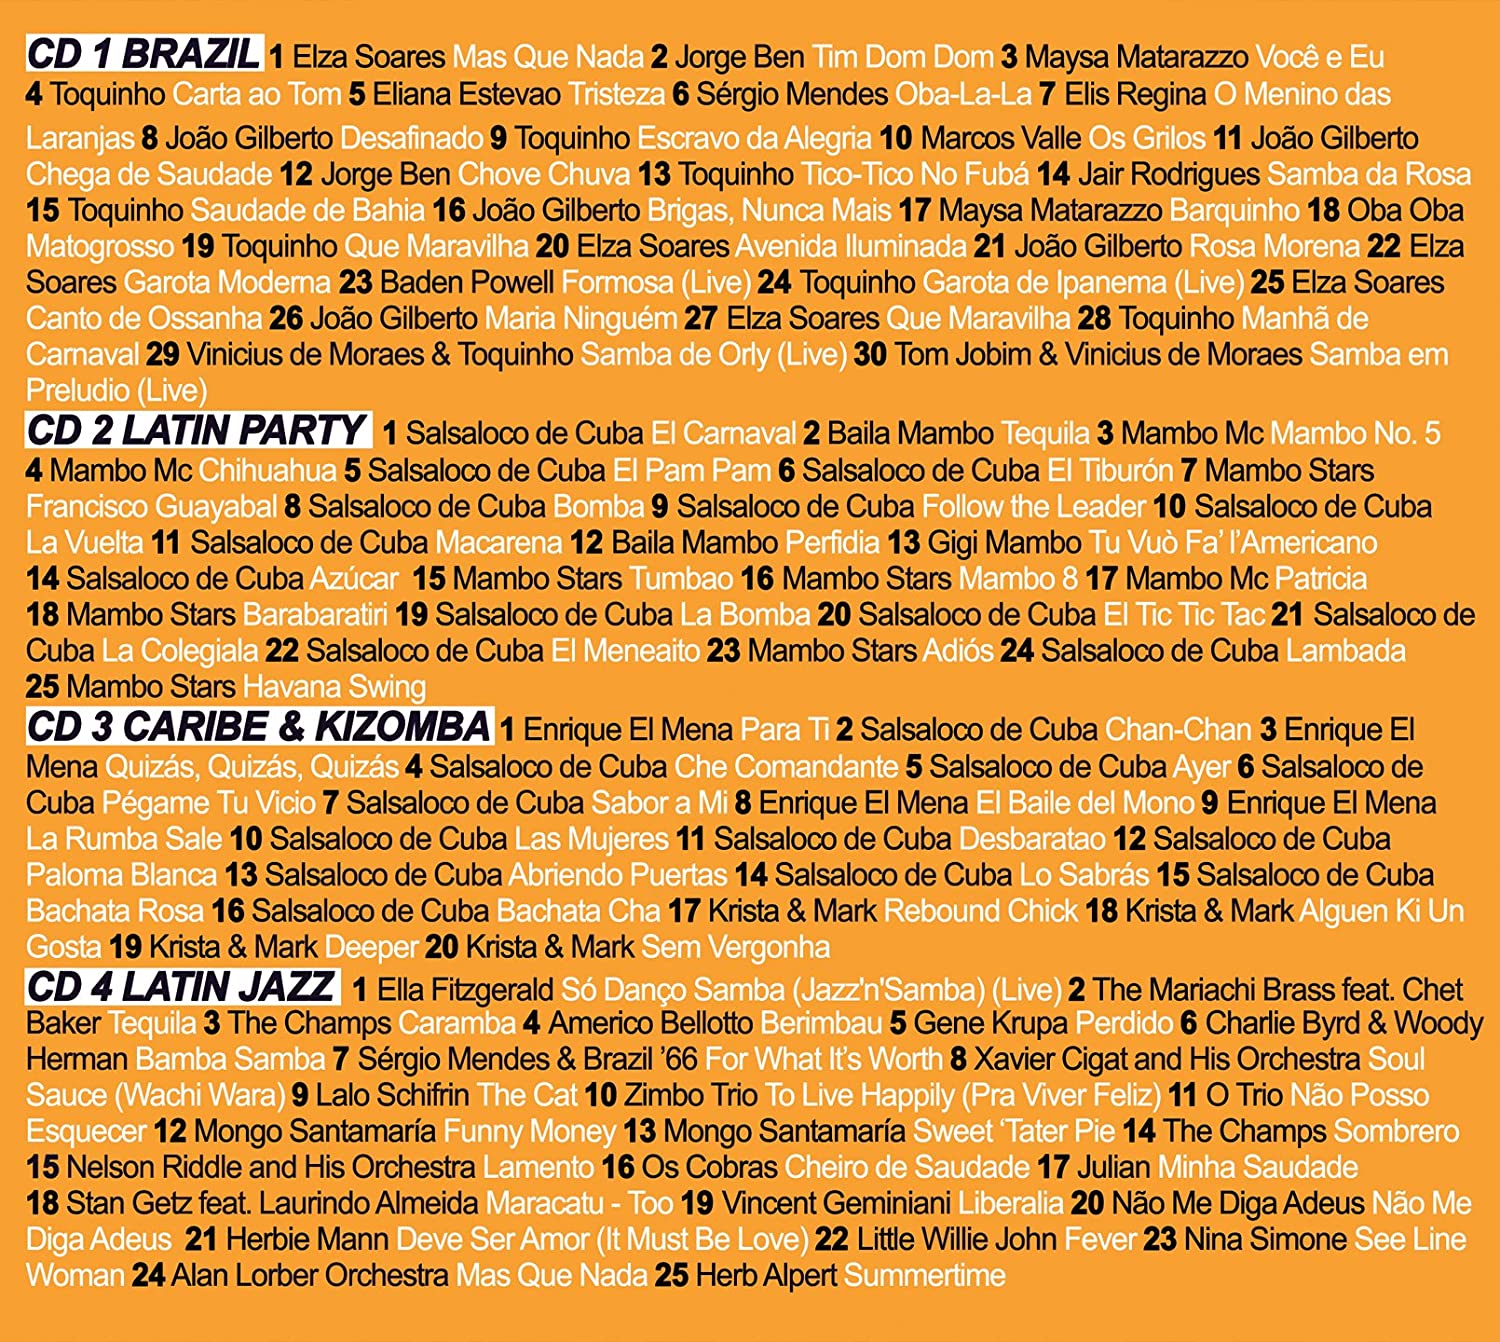 CD 1 BRAZIL 1 Elza Soares Mas Que Nada 2 Jorge Ben Tim Dom Dom 3 Maysa Matarazzo Você e Eu
4 Toquinho Carta ao Tom 5 Eliana Estevao Tristeza 6 Sérgio Mendes Oba-La-La 7 Elis Regina O Menino das
Laranjas 8 João Gilberto Desafinado 9 Toquinho Escravo da Alegria 10 Marcos Valle Os Grilos 11 João Gilberto
Chega de Saudade 12 Jorge Ben Chove Chuva 13 Toquinho Tico-Tico No Fubá 14 Jair Rodrigues Samba da Rosa
15 Toquinho Saudade de Bahia 16 João Gilberto Brigas, Nunca Mais 17 Maysa Matarazzo Barquinho 18 Oba Oba
Matogrosso 19 Toquinho Que Maravilha 20 Elza Soares Avenida Iluminada 21 João Gilberto Rosa Morena 22 Elza
Soares Garota Moderna 23 Baden Powell Formosa (Live) 24 Toquinho Garota de Ipanema (Live) 25 Elza Soares
Canto de Ossanha 26 João Gilberto Maria Ninguém 27 Elza Soares Que Maravilha 28 Toquinho Manhã de
Carnaval 29 Vinicius de Moraes & Toquinho Samba de Orly (Live) 30 Tom Jobim & Vinicius de Moraes Samba em
Preludio (Live)
CD 2 LATIN PARTY 1 Salsaloco de Cuba El Carnaval 2 Baila Mambo Tequila 3 Mambo Mc Mambo No. 5
4 Mambo Mc Chihuahua 5 Salsaloco de Cuba El Pam Pam 6 Salsaloco de Cuba El Tiburón 7 Mambo Stars
Francisco Guayabal 8 Salsaloco de Cuba Bomba 9 Salsaloco de Cuba Follow the Leader 10 Salsaloco de Cuba
La Vuelta 11 Salsaloco de Cuba Macarena 12 Baila Mambo Perfidia 13 Gigi Mambo Tu Vuò Fa’ l’Americano
14 Salsaloco de Cuba Azúcar 15 Mambo Stars Tumbao 16 Mambo Stars Mambo 8 17 Mambo Mc Patricia
18 Mambo Stars Barabaratiri 19 Salsaloco de Cuba La Bomba 20 Salsaloco de Cuba El Tic Tic Tac 21 Salsaloco de
Cuba La Colegiala 22 Salsaloco de Cuba El Meneaito 23 Mambo Stars Adiós 24 Salsaloco de Cuba Lambada
25 Mambo Stars Havana Swing
CD 3 CARIBE & KIZOMBA 1 Enrique El Mena Para Ti 2 Salsaloco de Cuba Chan-Chan 3 Enrique El
Mena Quizás, Quizás, Quizás 4 Salsaloco de Cuba Che Comandante 5 Salsaloco de Cuba Ayer 6 Salsaloco de
Cuba Pégame Tu Vicio 7 Salsaloco de Cuba Sabor a Mi 8 Enrique El Mena El Baile del Mono 9 Enrique El Mena
La Rumba Sale 10 Salsaloco de Cuba Las Mujeres 11 Salsaloco de Cuba Desbaratao 12 Salsaloco de Cuba
Paloma Blanca 13 Salsaloco de Cuba Abriendo Puertas 14 Salsaloco de Cuba Lo Sabrás 15 Salsaloco de Cuba
Bachata Rosa 16 Salsaloco de Cuba Bachata Cha 17 Krista & Mark Rebound Chick 18 Krista & Mark Alguen Ki Un
Gosta 19 Krista & Mark Deeper 20 Krista & Mark Sem Vergonha
CD 4 LATIN JAZZ 1 Ella Fitzgerald Só Danço Samba (Jazz'n'Samba) (Live) 2 The Mariachi Brass feat. Chet
Baker Tequila 3 The Champs Caramba 4 Americo Bellotto Berimbau 5 Gene Krupa Perdido 6 Charlie Byrd & Woody
Herman Bamba Samba 7 Sérgio Mendes & Brazil ’66 For What It’s Worth 8 Xavier Cigat and His Orchestra Soul
Sauce (Wachi Wara) 9 Lalo Schifrin The Cat 10 Zimbo Trio To Live Happily (Pra Viver Feliz) 11 O Trio Não Posso
Esquecer 12 Mongo Santamaría Funny Money 13 Mongo Santamaría Sweet ‘Tater Pie 14 The Champs Sombrero
15 Nelson Riddle and His Orchestra Lamento 16 Os Cobras Cheiro de Saudade 17 Julian Minha Saudade
18 Stan Getz feat. Laurindo Almeida Maracatu - Too 19 Vincent Geminiani Liberalia 20 Não Me Diga Adeus Não Me
Diga Adeus 21 Herbie Mann Deve Ser Amor (It Must Be Love) 22 Little Willie John Fever 23 Nina Simone See Line
Woman 24 Alan Lorber Orchestra Mas Que Nada 25 Herb Alpert Summertime